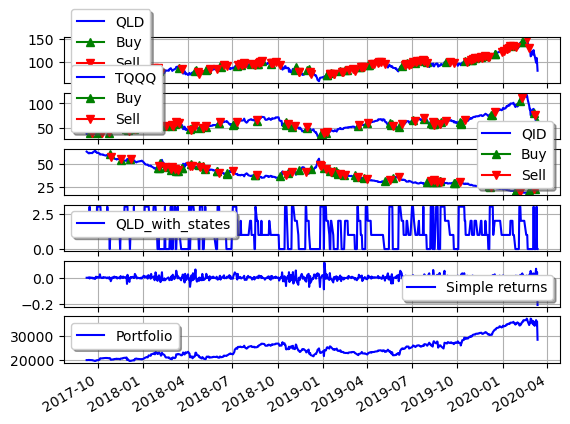 QLD
Buy
Sell
150
100
TQQQ
Buy
Sell
100
50
QID
Buy
Sell
50
25
QLD_with_states
2.5
0.0
Simple returns
0.0
−0.2
Portfolio
30000
20000
2017-10 2018-01 2018-04 2018-07 2018-10 2019-01 2019-04 2019-07 2019-10 2020-01 2020-04